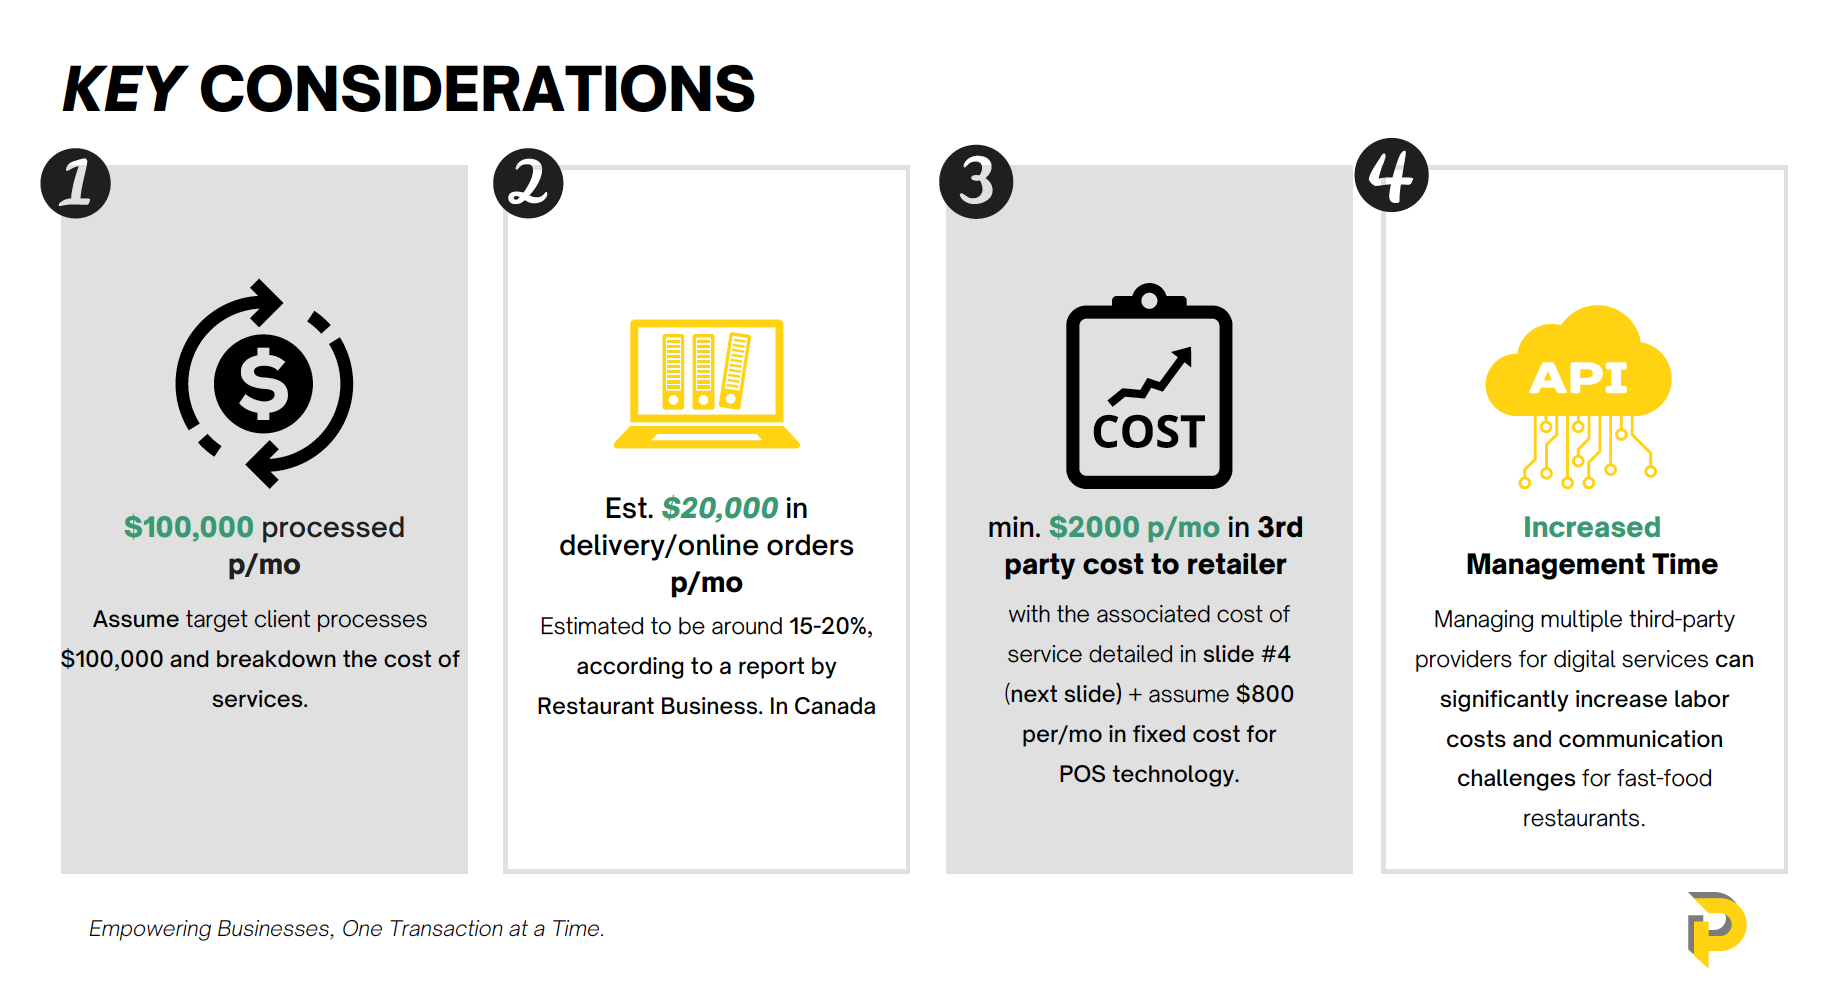 KEY CONSIDERATIONS
1
$100,000 processed
p/mo
Assume target client processes
$100,000 and breakdown the cost of
services.
2
Est. $20,000 in
delivery/online orders
p/mo
Estimated to be around 15-20%,
according to a report by
Restaurant Business. In Canada
3
COST
min. $2000 p/mo in 3rd
party cost to retailer
with the associated cost of
service detailed in slide #4
(next slide) + assume $800
per/mo in fixed cost for
POS technology.
4
API
Increased
Management Time
Managing multiple third-party
providers for digital services can
significantly increase labor
costs and communication
challenges for fast-food
restaurants.
Empowering Businesses, One Transaction at a Time.